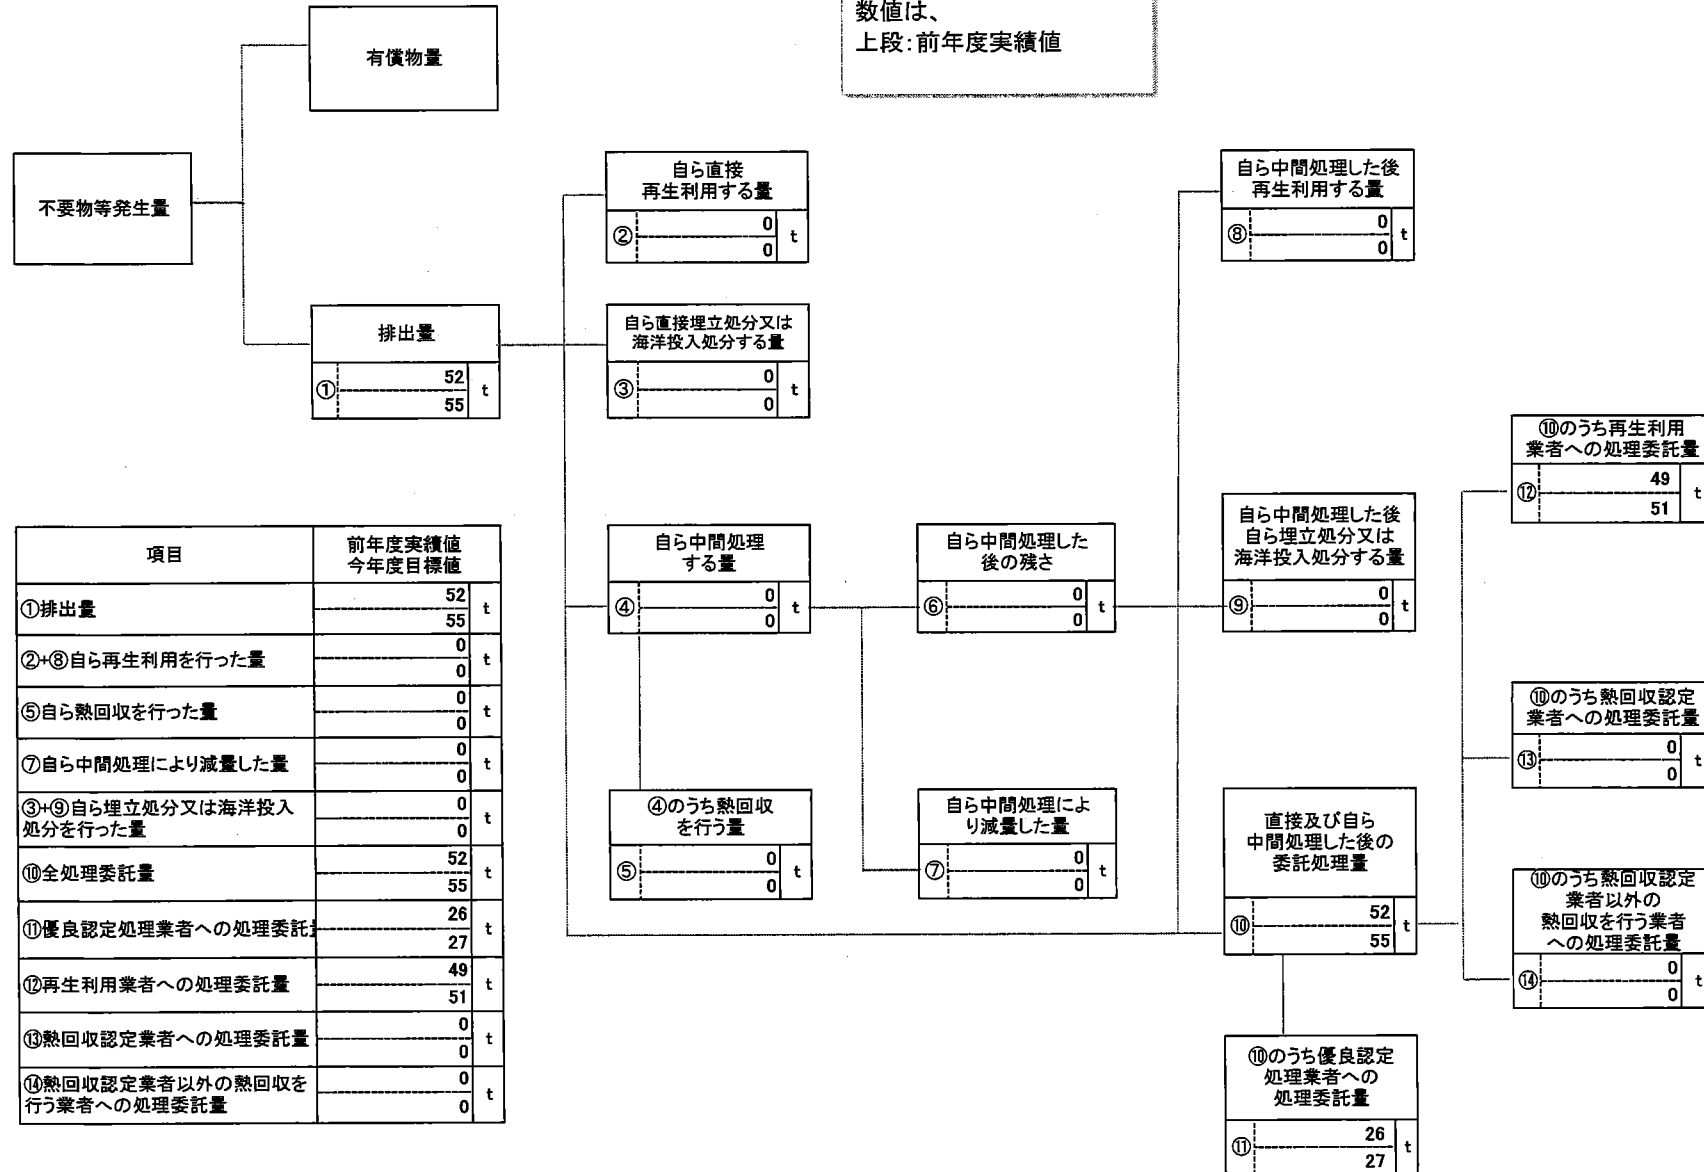 数値は、
上段：前年度実績値
有償物量
不要物等発生量
排出量
①
52
55
t
自ら直接
再生利用する量
②
0
0
t
自ら直接埋立処分又は
海洋投入処分する量
③
0
0
t
自ら中間処理した後
再生利用する量
⑧
0
0
t
⑩のうち再生利用
業者への処理委託量
⑫
49
51
t
自ら中間処理
する量
④
0
0
t
自ら中間処理した
後の残さ
⑥
0
0
t
自ら中間処理した後
自ら埋立処分又は
海洋投入処分する量
⑨
0
0
t
⑩のうち熱回収認定
業者への処理委託量
⑬
0
0
t
④のうち熱回収
を行う量
⑤
0
0
t
自ら中間処理によ
り減量した量
⑦
0
0
t
直接及び自ら
中間処理した後の
委託処理量
⑩
52
55
t
⑩のうち熱回収認定
業者以外の
熱回収を行う業者
への処理委託量
⑭
0
0
t
⑩のうち優良認定
処理業者への
処理委託量
⑪
26
27
t
項目
前年度実績値
今年度目標値
①排出量
52
55
t
②+⑧自ら再生利用を行った量
0
0
t
⑤自ら熱回収を行った量
0
0
t
⑦自ら中間処理により減量した量
0
0
t
③+⑨自ら埋立処分又は海洋投入
処分を行った量
0
0
t
⑩全処理委託量
52
55
t
⑪優良認定処理業者への処理委託
26
27
t
⑫再生利用業者への処理委託量
49
51
t
⑬熱回収認定業者への処理委託量
0
0
t
⑭熱回収認定業者以外の熱回収を
行う業者への処理委託量
0
0
t